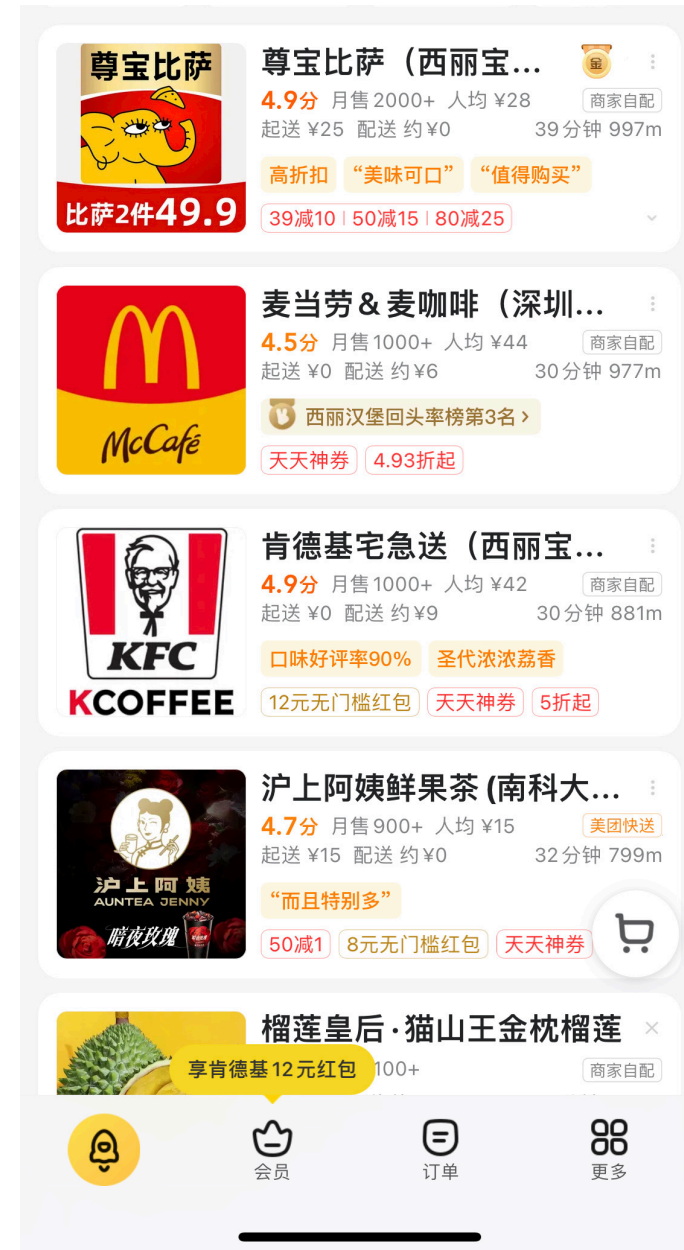 尊宝比萨
比萨2件49.9
尊宝比萨（西丽宝...
金
4.9分 月售2000+ 人均 ¥28
商家自配
起送 ¥25 配送 约¥0
39分钟 997m
高折扣 “美味可口” “值得购买”
39减10 50减15 80减25
McCafé
麦当劳＆麦咖啡（深圳...
4.5分 月售1000+ 人均 ¥44
商家自配
起送 ¥0 配送 约¥6
30分钟 977m
西丽汉堡回头率榜第3名
天天神券 4.93折起
KFC
KCOFFEE
肯德基宅急送（西丽宝...
4.9分 月售1000+ 人均 ¥42
商家自配
起送 ¥0 配送 约¥9
30分钟 881m
口味好评率90% 圣代浓浓荔香
12元无门槛红包 天天神券 5折起
沪上阿姨
AUNTEA JENNY
暗夜玫瑰
沪上阿姨鲜果茶 (南科大...
4.7分 月售900+ 人均 ¥15
美团快送
起送 ¥15 配送 约¥0
32分钟 799m
“而且特别多”
50减1 8元无门槛红包 天天神券
榴莲皇后·猫山王金枕榴莲
享肯德基12元红包
100+
商家自配
会员
订单
更多